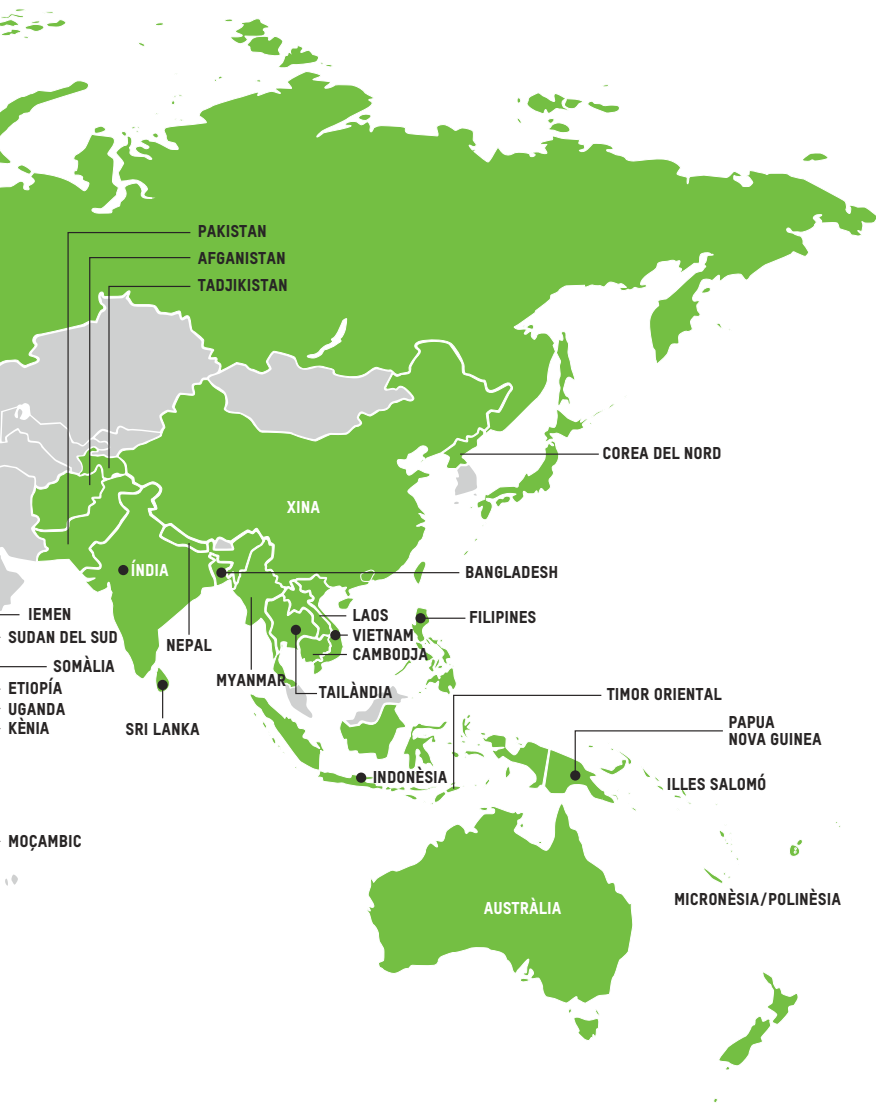 PAKISTAN
AFGANISTAN
TADJIKISTAN
COREA DEL NORD
XINA
ÍNDIA
BANGLADESH
IEMEN
LAOS
FILIPINES
SUDAN DEL SUD
VIETNAM
NEPAL
CAMBODJA
SOMÀLIA
MYANMAR
ETIOPÍA
TAILÀNDIA
TIMOR ORIENTAL
UGANDA
KÈNIA
SRI LANKA
PAPUA
NOVA GUINEA
INDONÈSIA
ILLES SALOMÓ
MOÇAMBIC
MICRONÈSIA/POLINÈSIA
AUSTRÀLIA